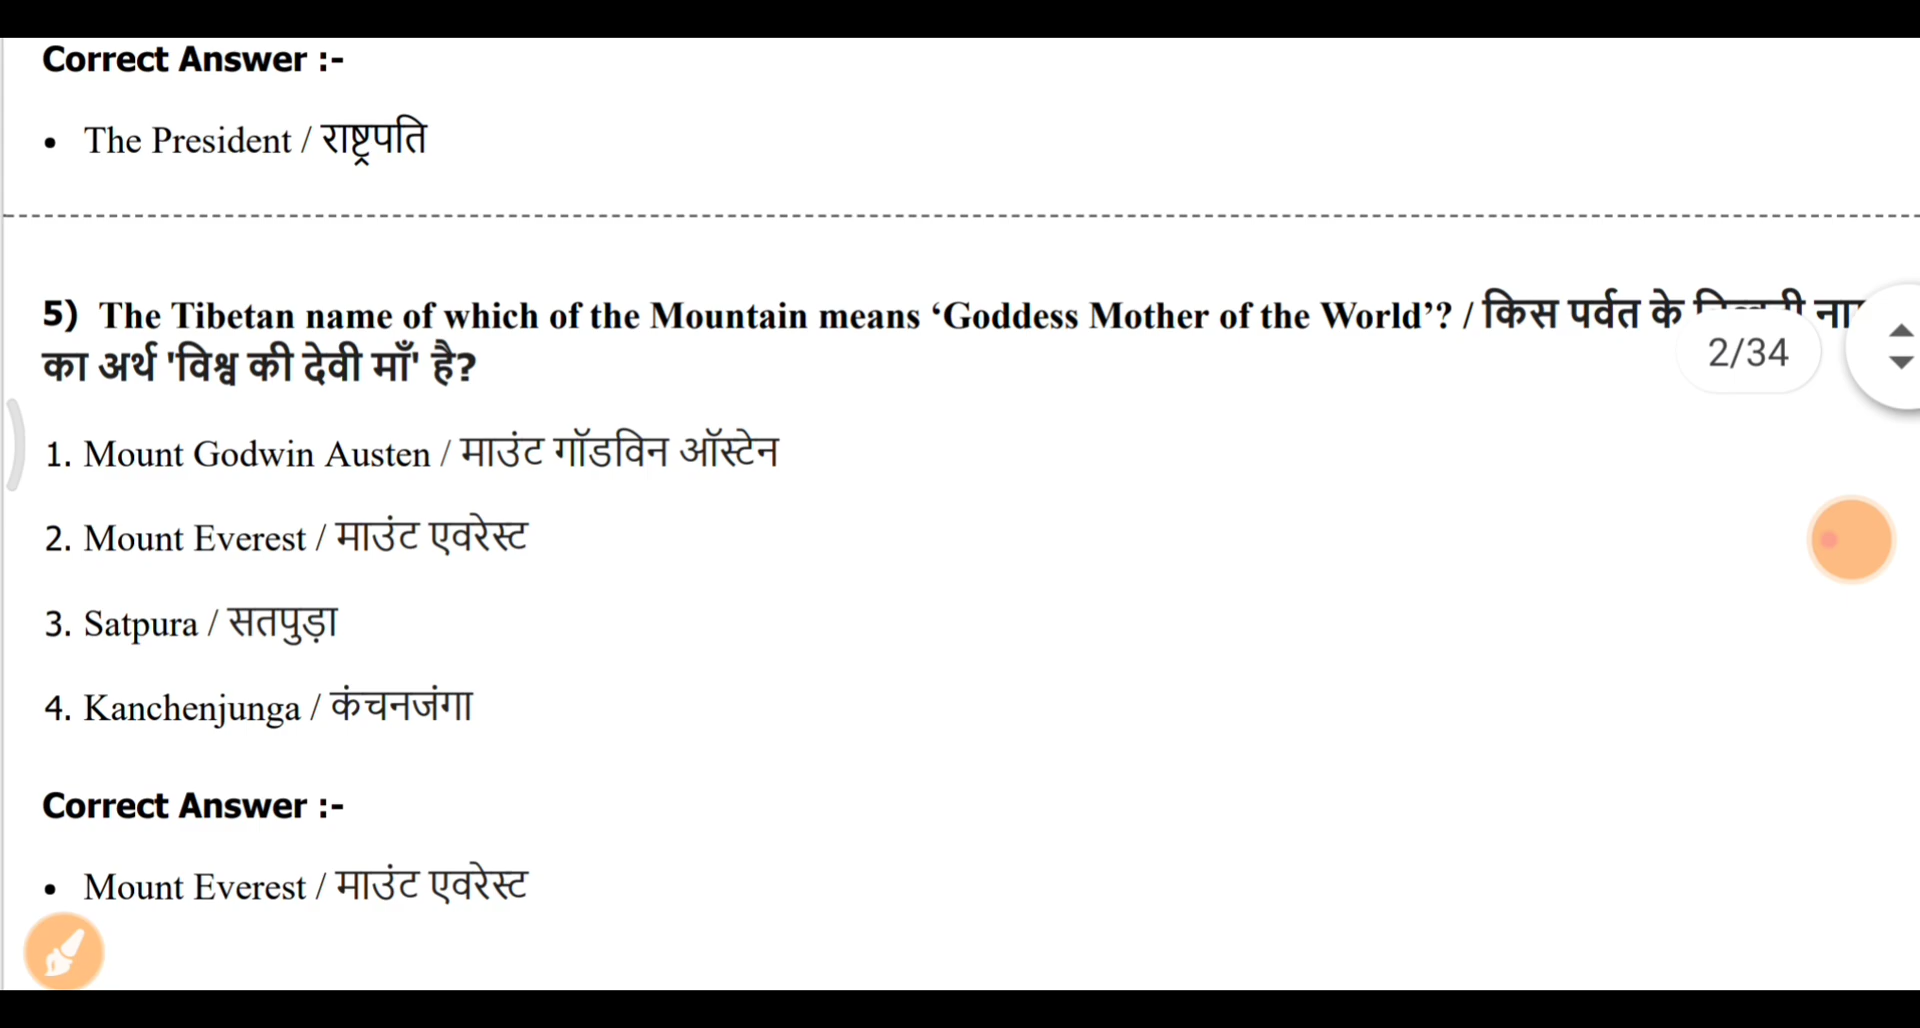 Correct Answer :-
• The President / राष्ट्रपति
5) The Tibetan name of which of the Mountain means ‘Goddess Mother of the World’? / किस पर्वत के
2/34
का अर्थ 'विश्व की देवी माँ' है?
1. Mount Godwin Austen / माउंट गॉडविन ऑस्टेन
2. Mount Everest / माउंट एवरेस्ट
3. Satpura / सतपुड़ा
4. Kanchenjunga / कंचनजंगा
Correct Answer :-
• Mount Everest / माउंट एवरेस्ट